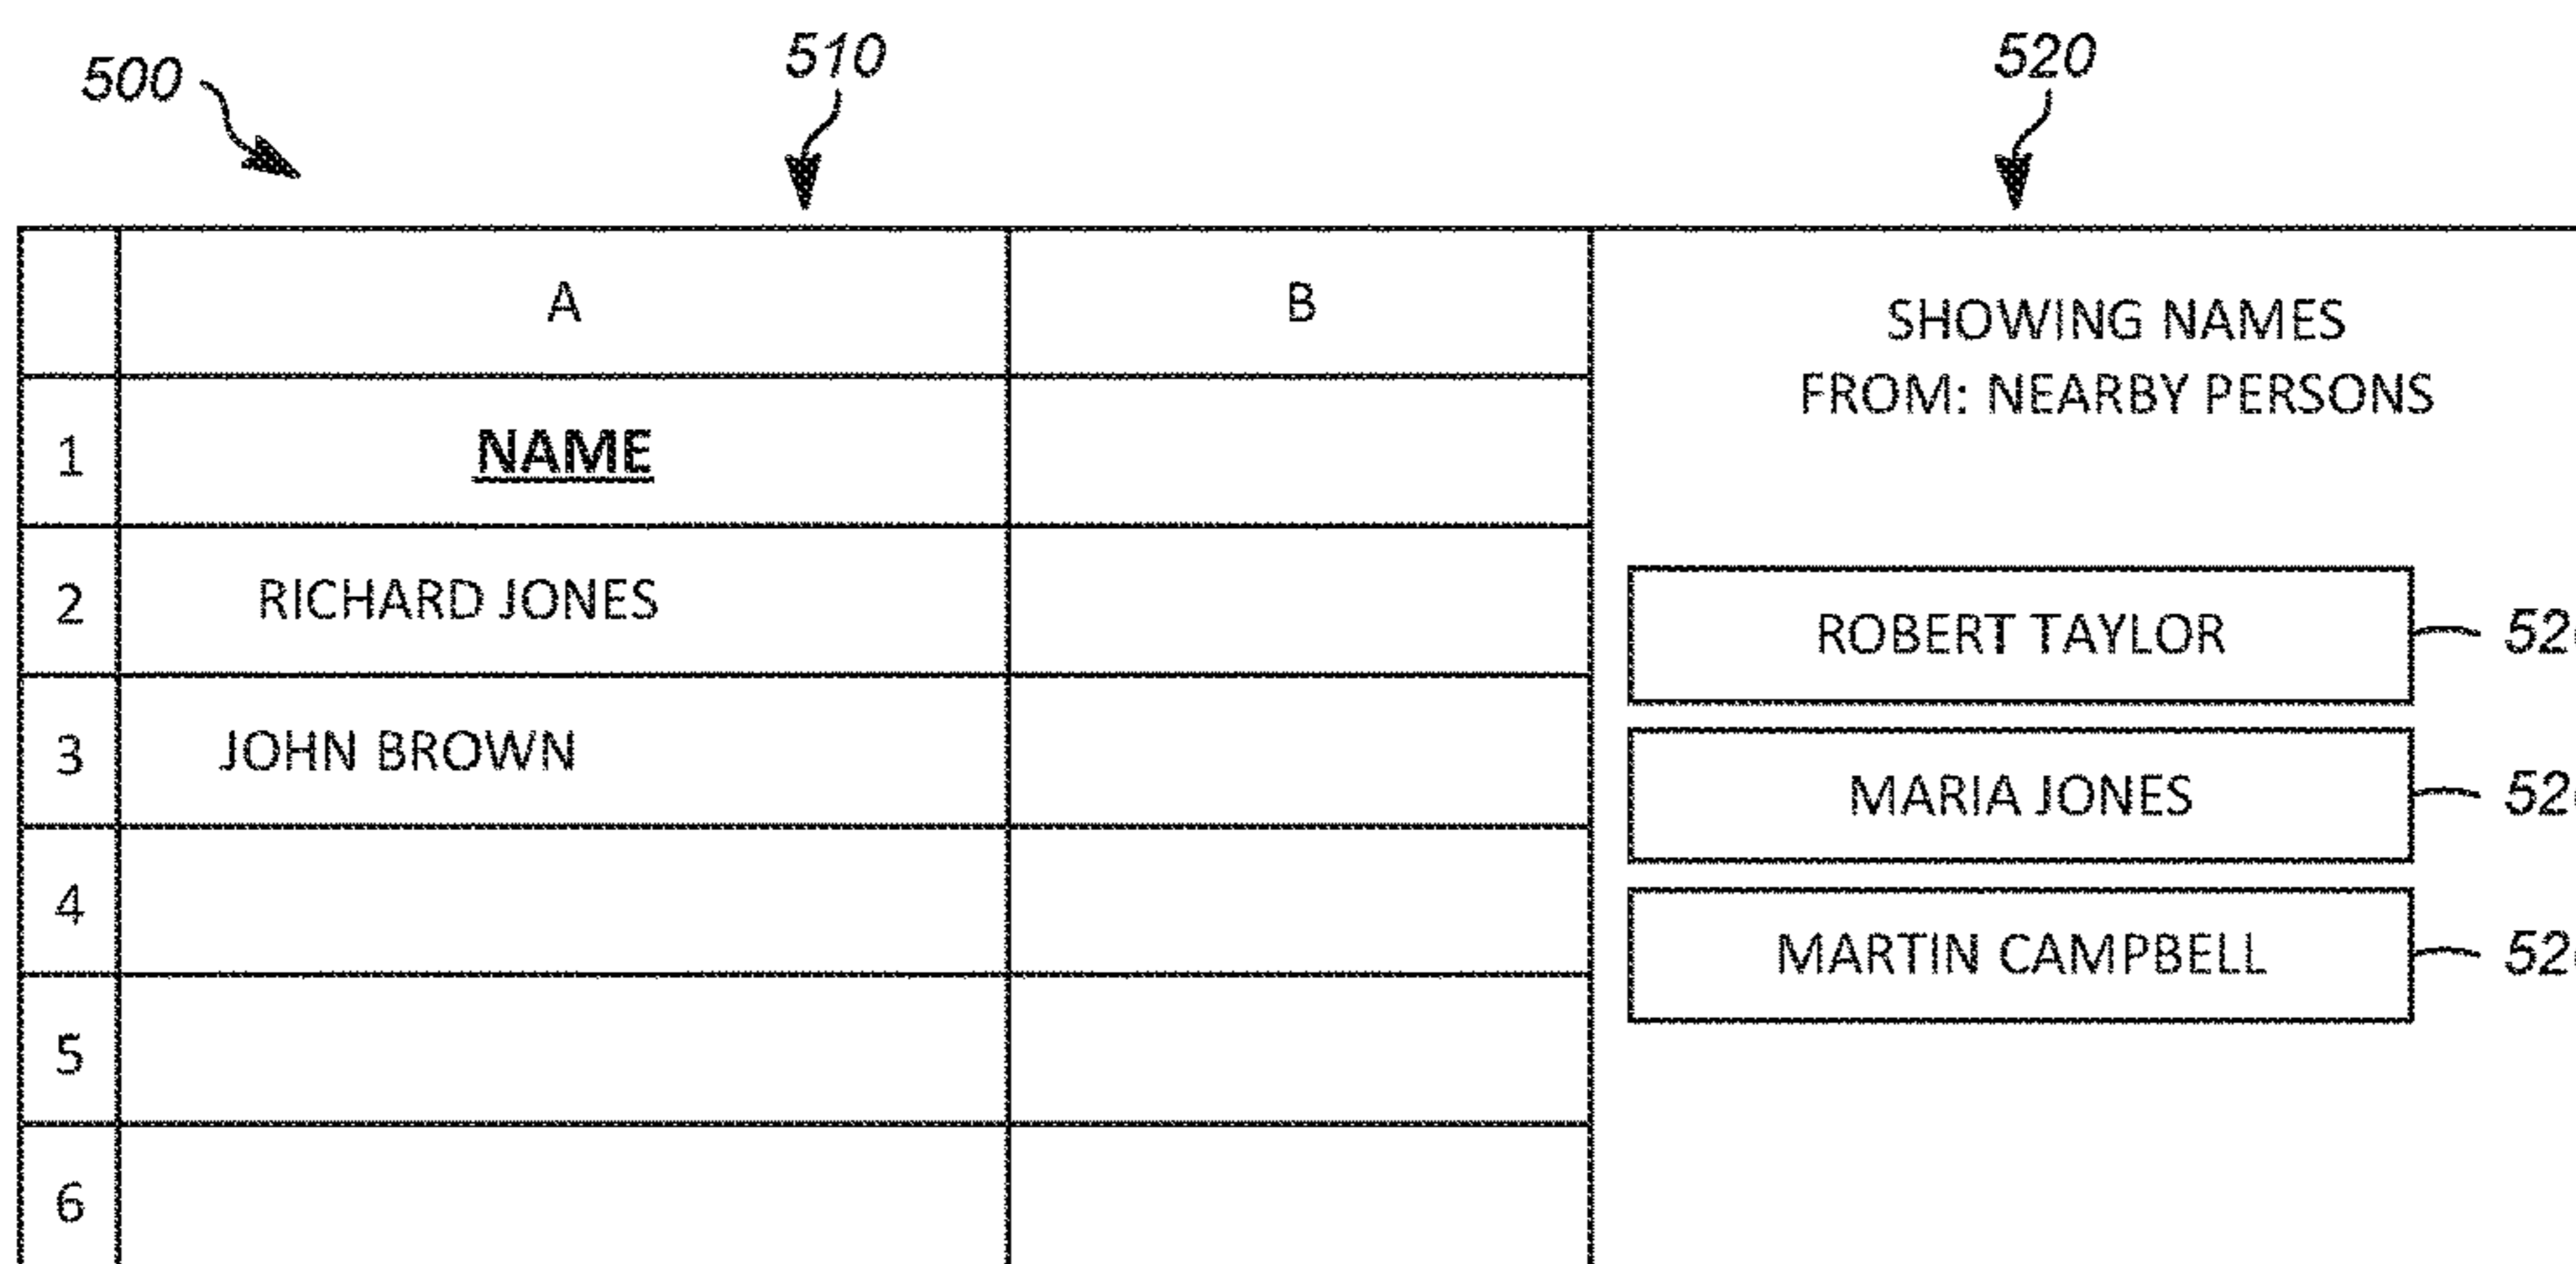 500
510
520
A
B
SHOWING NAMES
FROM: NEARBY PERSONS
1
NAME
2
RICHARD JONES
ROBERT TAYLOR
3
JOHN BROWN
MARIA JONES
4
MARTIN CAMPBELL
5
6